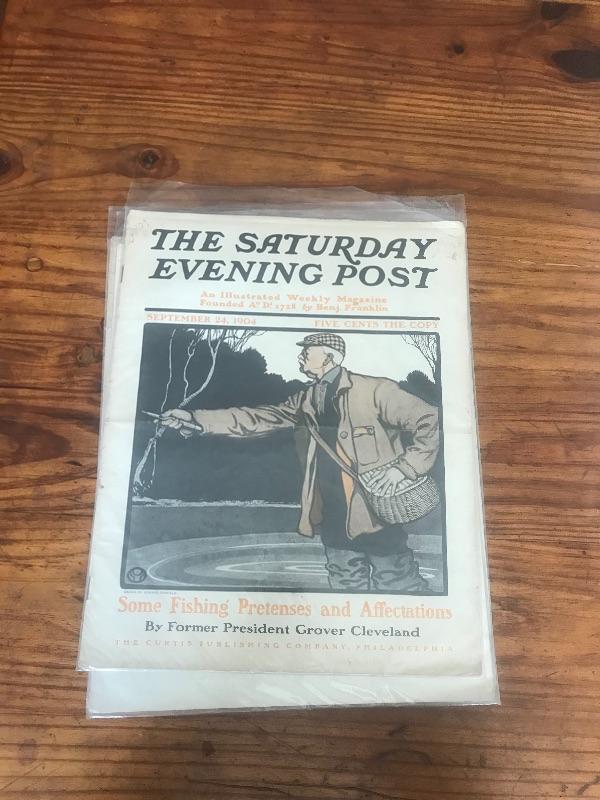 THE SATURDAY
EVENING POST
An Illustrated Weekly Magazine
Founded Aº Dⁱ 1728 by Benj. Franklin
SEPTEMBER 24, 1904 FIVE CENTS THE COPY
Some Fishing Pretenses and Affectations
By Former President Grover Cleveland
THE CURTIS PUBLISHING COMPANY, PHILADELPHIA